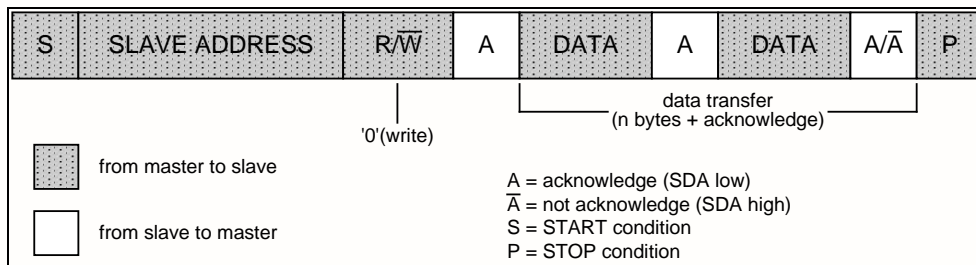 S SLAVE ADDRESS R/W̅ A DATA A DATA A/A̅ P
data transfer
(n bytes + acknowledge)
'0'(write)
from master to slave
from slave to master
A = acknowledge (SDA low)
A̅ = not acknowledge (SDA high)
S = START condition
P = STOP condition